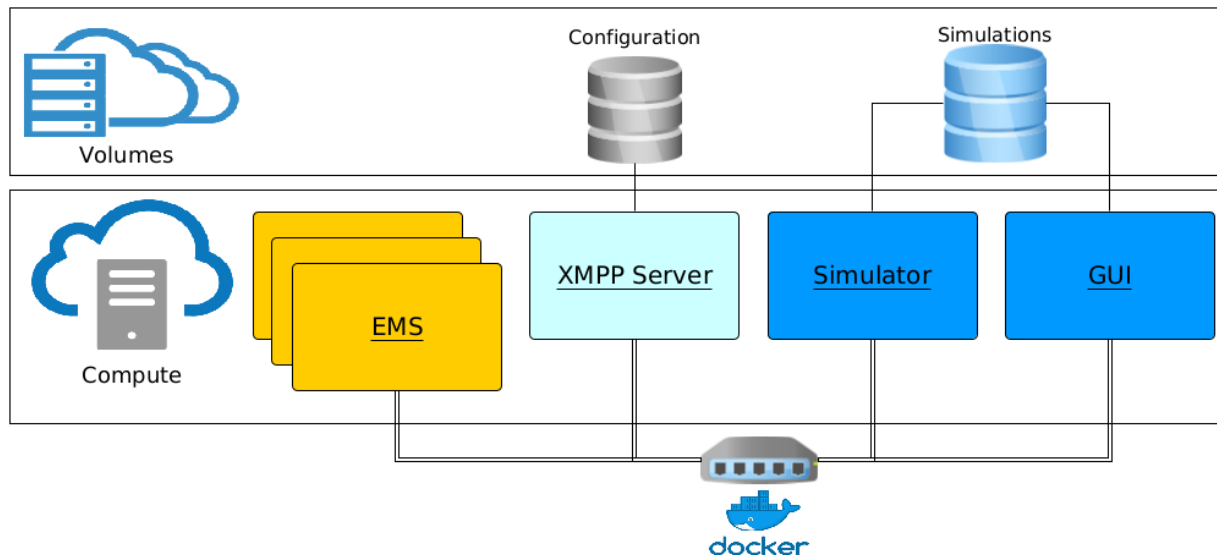 Configuration
Simulations
Volumes
XMPP Server
Simulator
GUI
EMS
Compute
docker